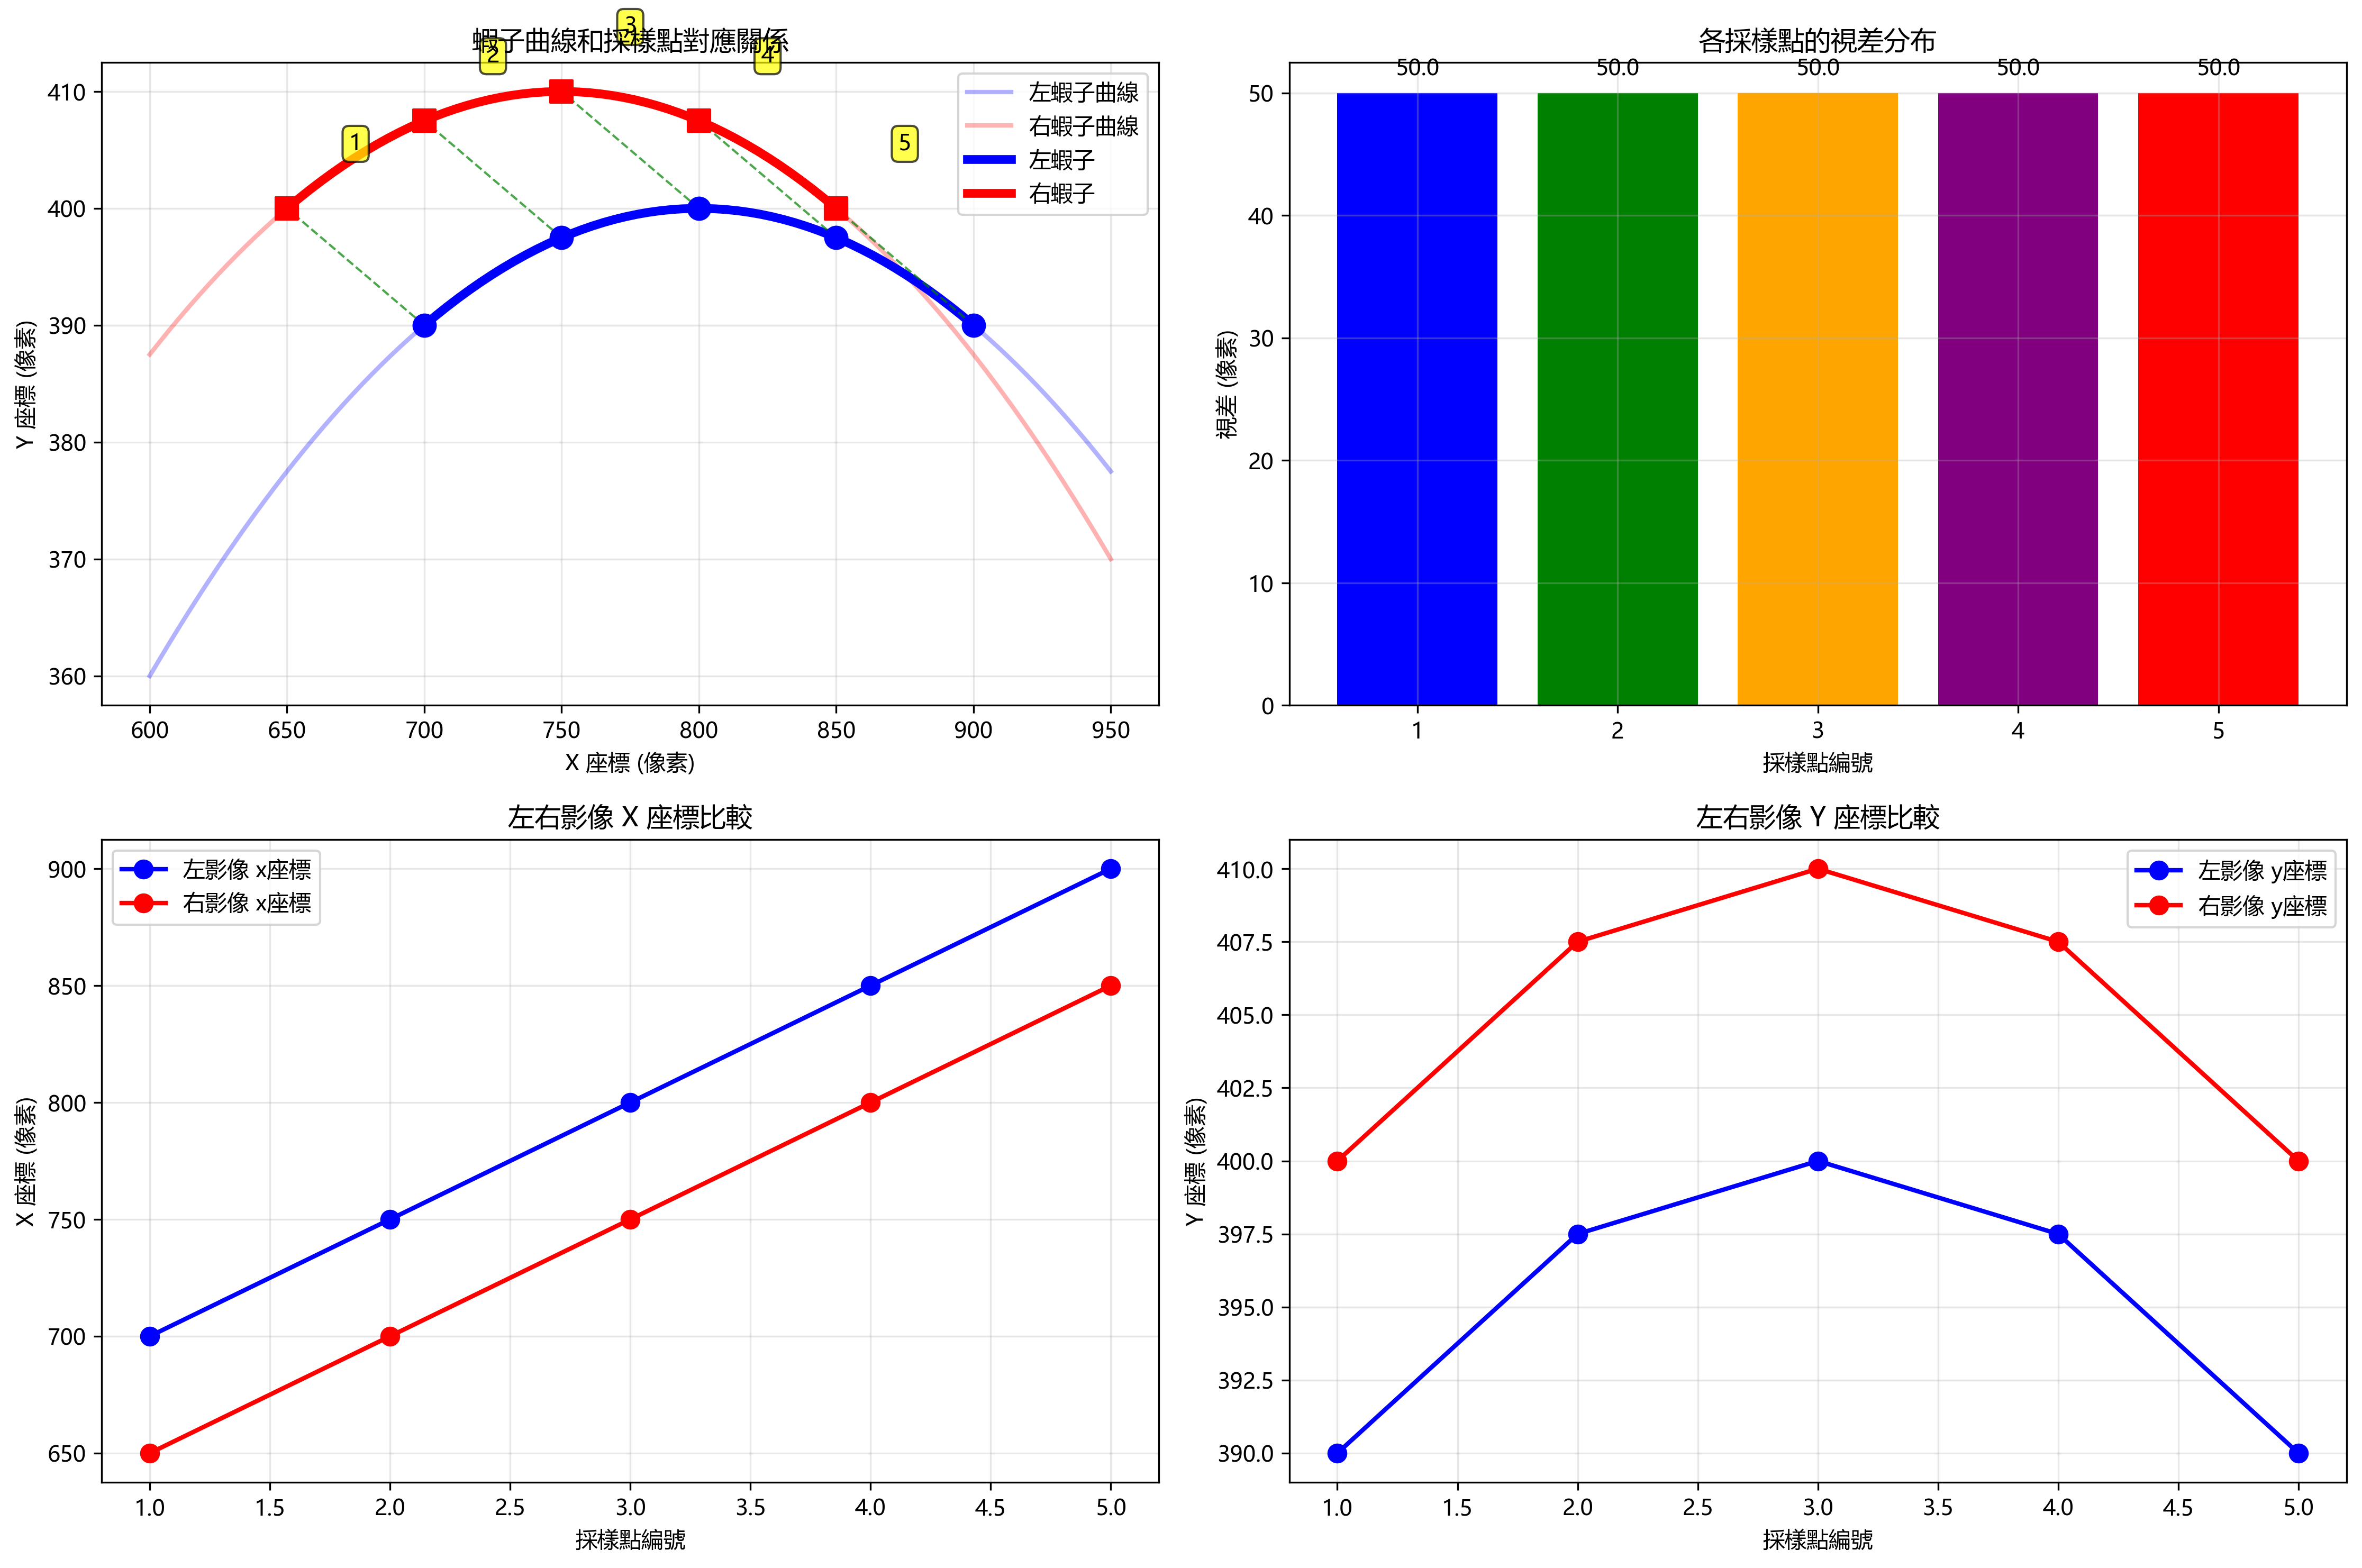 蝦子曲線和採樣點對應關係
1
2
3
4
5
左蝦子曲線
右蝦子曲線
左蝦子
右蝦子
410
400
390
380
370
360
Y 座標 (像素)
600 650 700 750 800 850 900 950
X 座標 (像素)
各採樣點的視差分布
50.0 50.0 50.0 50.0 50.0
50
40
30
20
10
0
視差 (像素)
1 2 3 4 5
採樣點編號
左右影像 X 座標比較
左影像 x座標
右影像 x座標
900
850
800
750
700
650
X 座標 (像素)
1.0 1.5 2.0 2.5 3.0 3.5 4.0 4.5 5.0
採樣點編號
左右影像 Y 座標比較
左影像 y座標
右影像 y座標
410.0
407.5
405.0
402.5
400.0
397.5
395.0
392.5
390.0
Y 座標 (像素)
1.0 1.5 2.0 2.5 3.0 3.5 4.0 4.5 5.0
採樣點編號